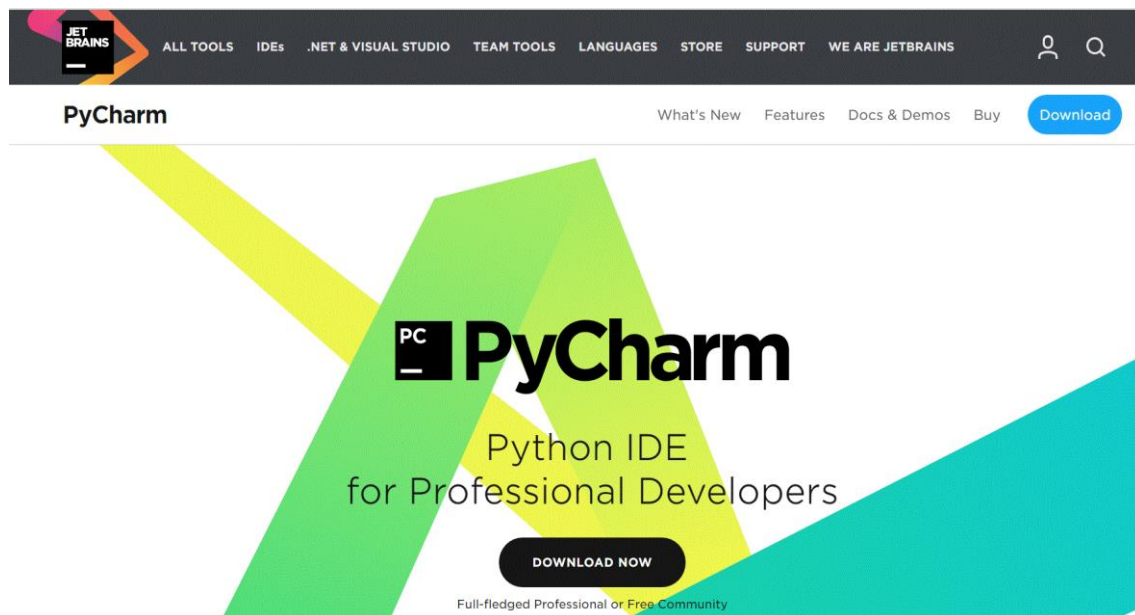 JET
BRAINS
ALL TOOLS IDEs .NET & VISUAL STUDIO TEAM TOOLS LANGUAGES STORE SUPPORT WE ARE JETBRAINS
PyCharm What's New Features Docs & Demos Buy Download
PC PyCharm
Python IDE
for Professional Developers
DOWNLOAD NOW
Full-fledged Professional or Free Community